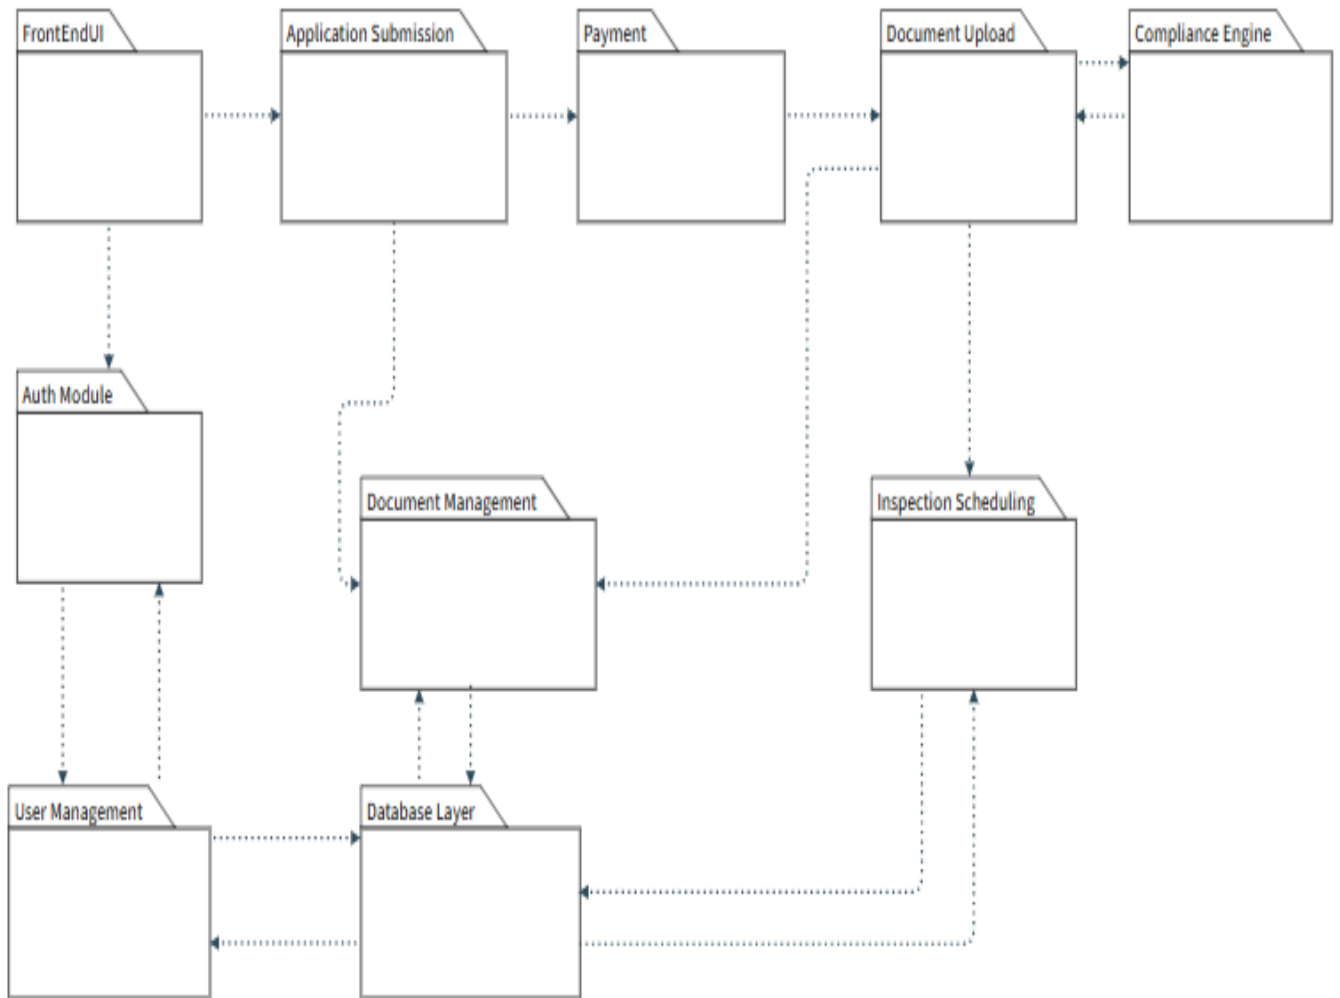 FrontEndUI
Application Submission
Payment
Document Upload
Compliance Engine
Auth Module
Document Management
Inspection Scheduling
User Management
Database Layer